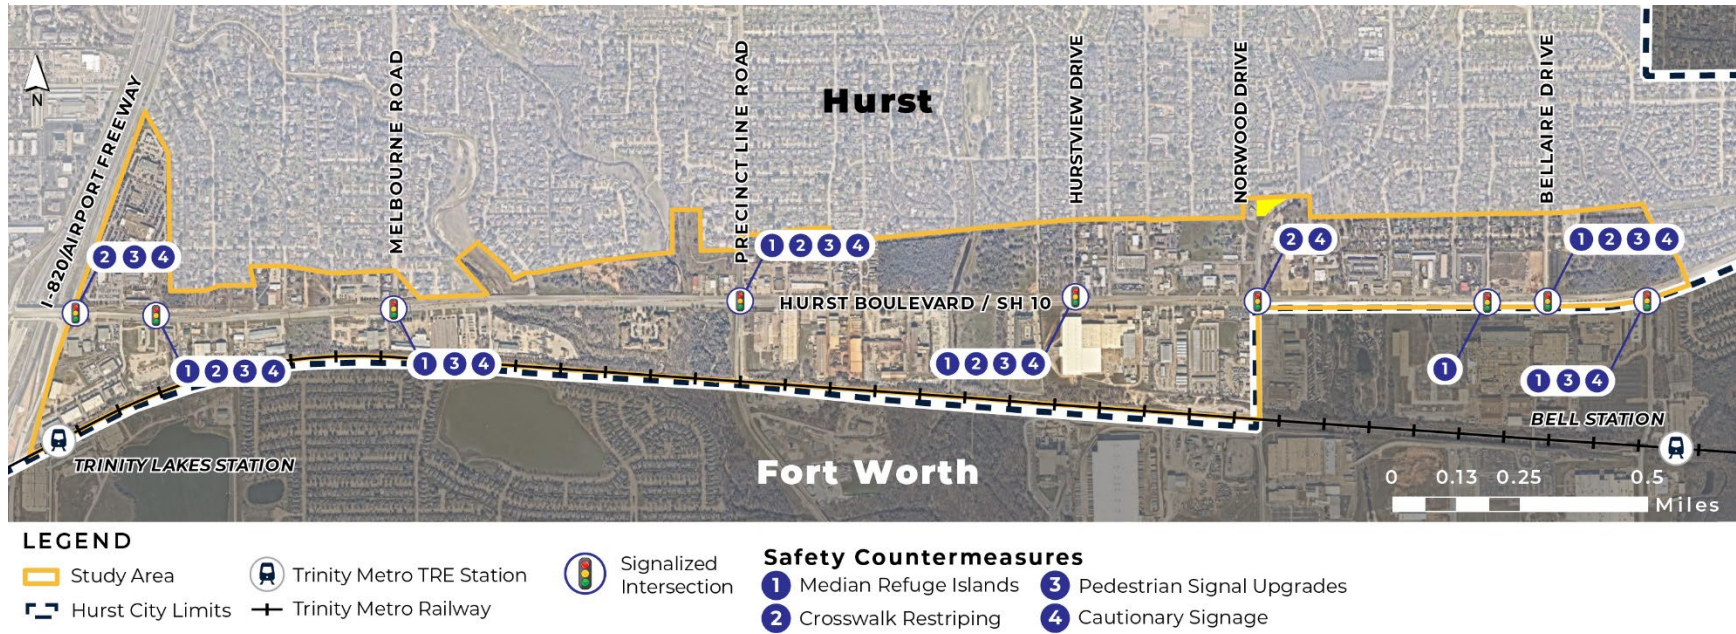 I-820/AIRPORT FREEWAY
MELBOURNE ROAD
PRECINCT LINE ROAD
HURSTVIEW DRIVE
NORWOOD DRIVE
BELLAIRE DRIVE
N
Hurst
2 3 4
1 2 3 4
2 4
1 2 3 4
HURST BOULEVARD / SH 10
1 2 3 4
1 3 4
1 2 3 4
1
1 3 4
TRINITY LAKES STATION
BELL STATION
Fort Worth
0 0.13 0.25 0.5
Miles
LEGEND
Study Area
Hurst City Limits
Trinity Metro TRE Station
Trinity Metro Railway
Signalized
Intersection
Safety Countermeasures
1 Median Refuge Islands
2 Crosswalk Restriping
3 Pedestrian Signal Upgrades
4 Cautionary Signage